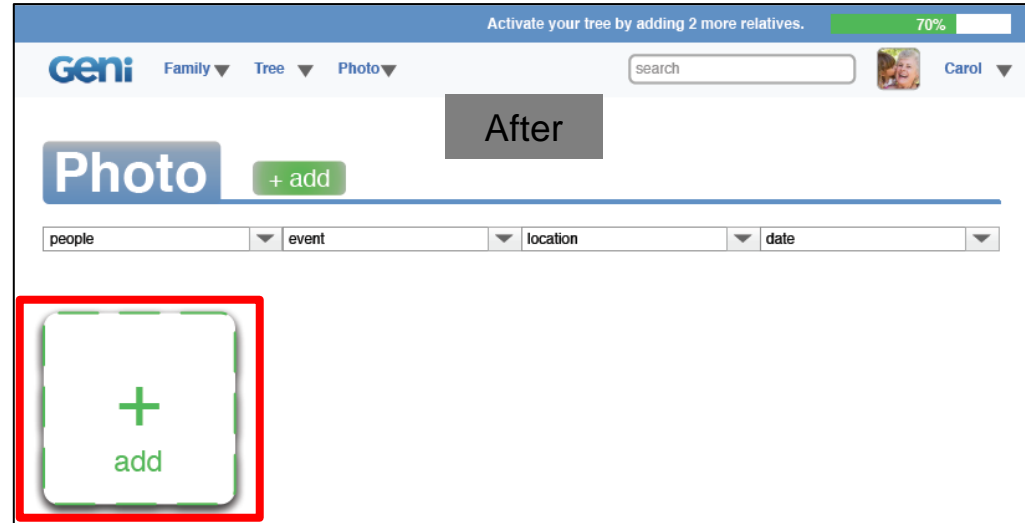 Activate your tree by adding 2 more relatives. 70%
Geni Family Tree Photo search Carol
After
Photo + add
people event location date
+
add